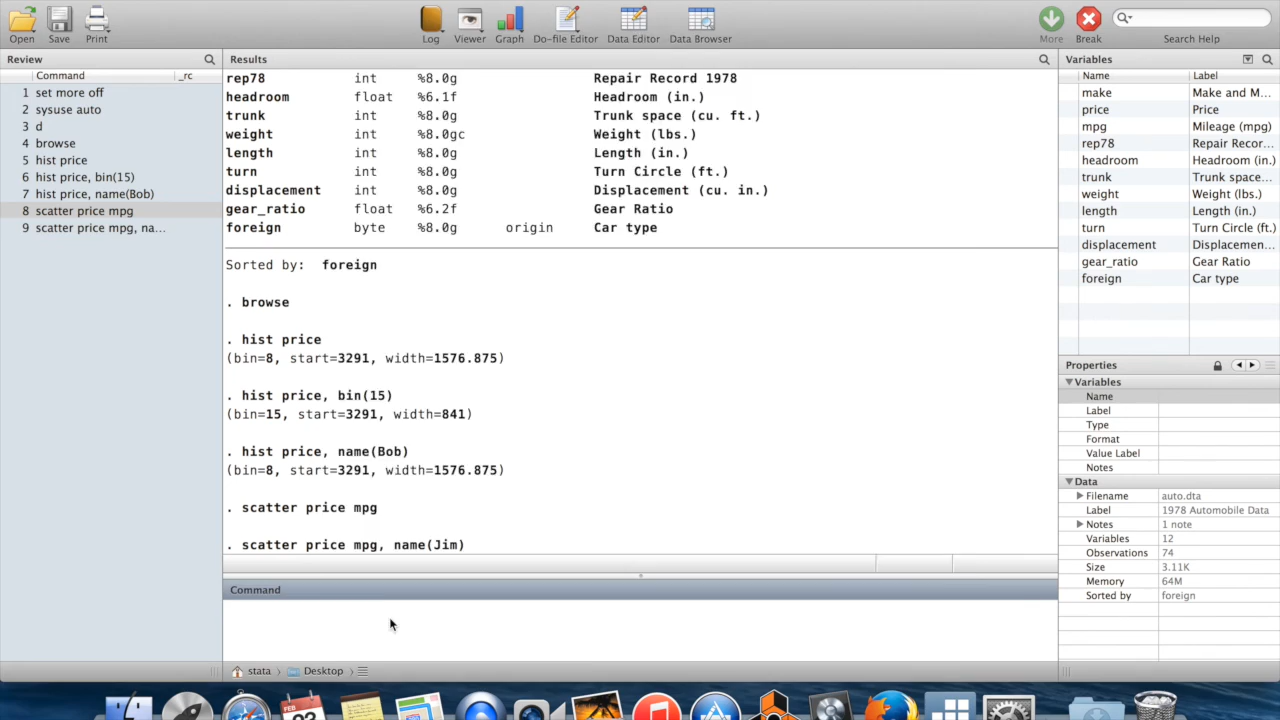 Open Save Print Log Viewer Graph Do-file Editor Data Editor Data Browser More Break Search Help
Review
Command _rc
1 set more off
2 sysuse auto
3 d
4 browse
5 hist price
6 hist price, bin(15)
7 hist price, name(Bob)
8 scatter price mpg
9 scatter price mpg, na...
Results
rep78 int %8.0g Repair Record 1978
headroom float %6.1f Headroom (in.)
trunk int %8.0g Trunk space (cu. ft.)
weight int %8.0gc Weight (lbs.)
length int %8.0g Length (in.)
turn int %8.0g Turn Circle (ft.)
displacement int %8.0g Displacement (cu. in.)
gear_ratio float %6.2f Gear Ratio
foreign byte %8.0g origin Car type
Sorted by: foreign
. browse
. hist price
(bin=8, start=3291, width=1576.875)
. hist price, bin(15)
(bin=15, start=3291, width=841)
. hist price, name(Bob)
(bin=8, start=3291, width=1576.875)
. scatter price mpg
. scatter price mpg, name(Jim)
Command
stata Desktop
Variables
Name Label
make Make and M...
price Price
mpg Mileage (mpg)
rep78 Repair Recor...
headroom Headroom (in.)
trunk Trunk space...
weight Weight (lbs.)
length Length (in.)
turn Turn Circle (ft.)
displacement Displacemen...
gear_ratio Gear Ratio
foreign Car type
Properties
Variables
Name
Label
Type
Format
Value Label
Notes
Data
Filename auto.dta
Label 1978 Automobile Data
Notes 1 note
Variables 12
Observations 74
Size 3.11K
Memory 64M
Sorted by foreign